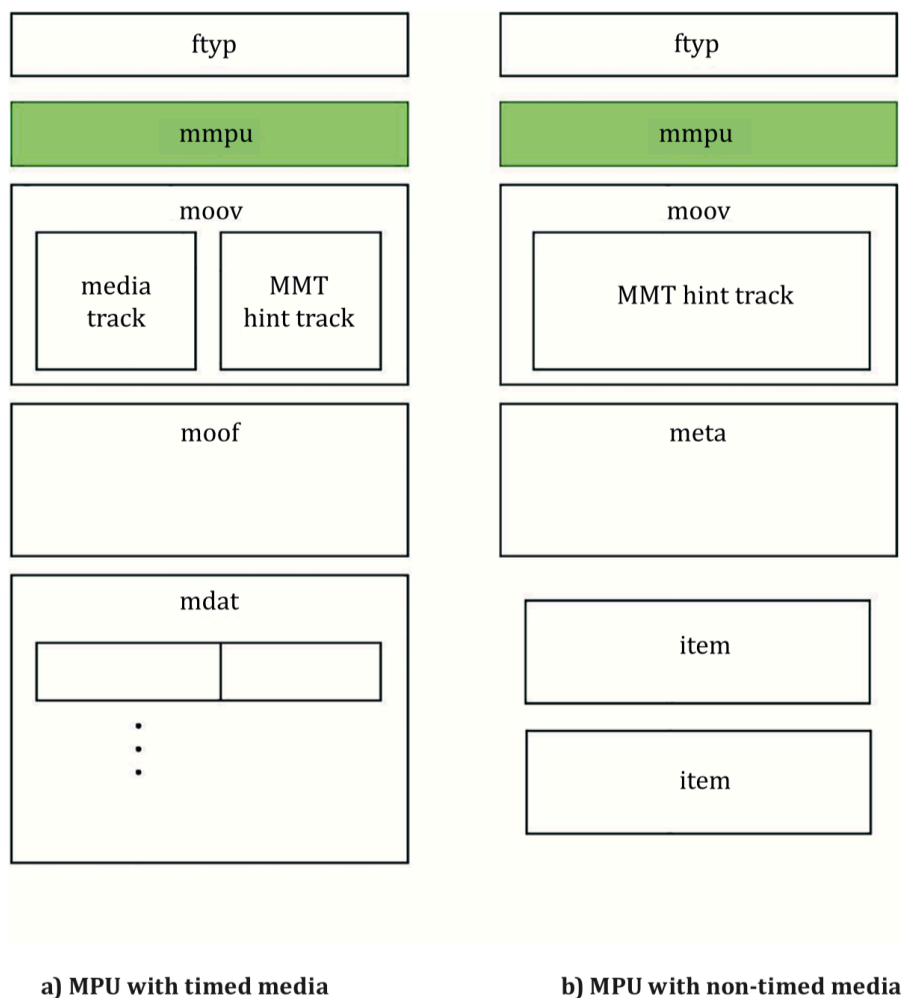 ftyp
mmpu
moov
media
track
MMT
hint track
moof
mdat
a) MPU with timed media
ftyp
mmpu
moov
MMT hint track
meta
item
item
b) MPU with non-timed media